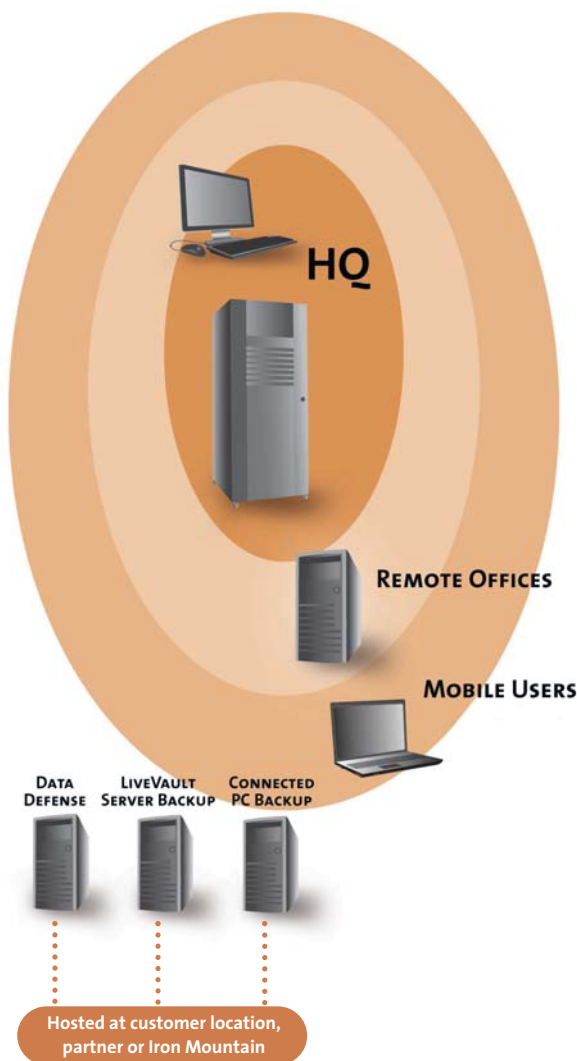 HQ
REMOTE OFFICES
MOBILE USERS
DATA
DEFENSE
LIVEVAULT
SERVER BACKUP
CONNECTED
PC BACKUP
Hosted at customer location,
partner or Iron Mountain